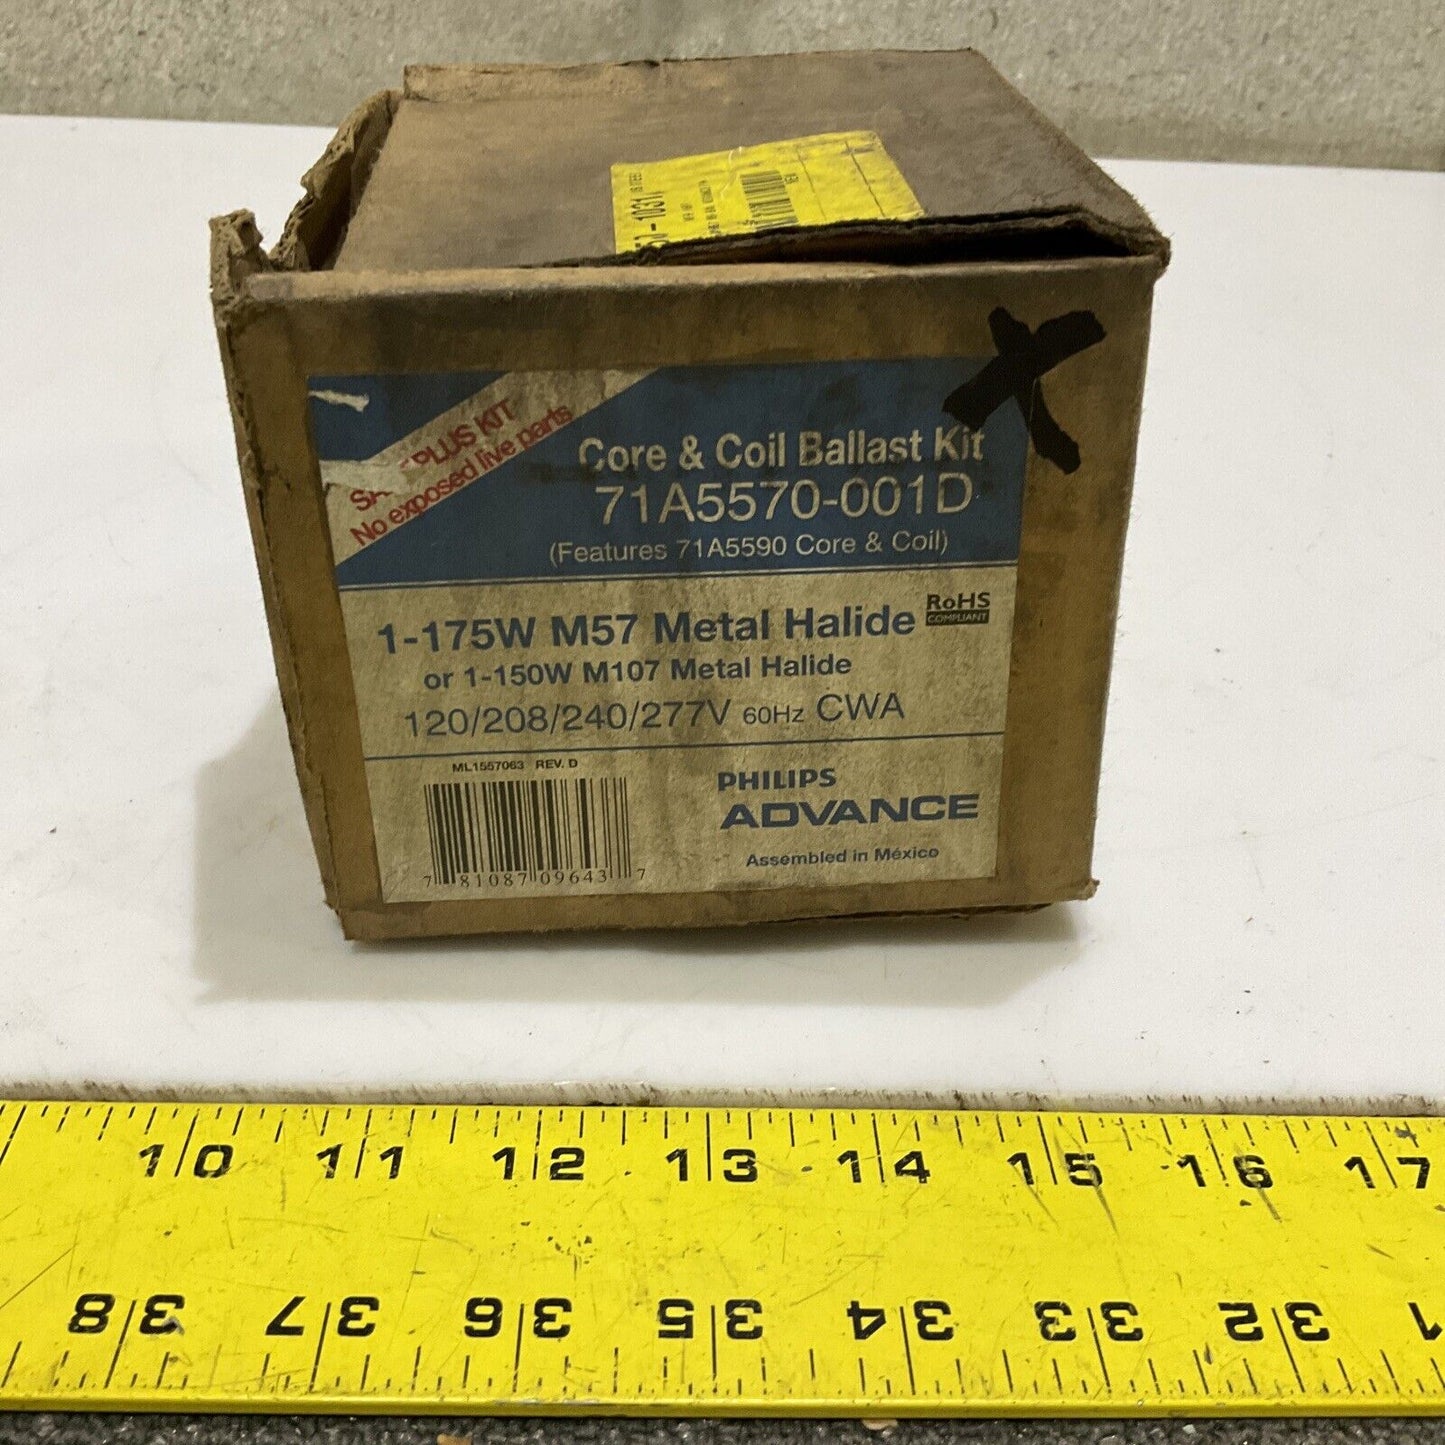 -1031
PLUS KIT
No exposed live parts
Core & Coil Ballast Kit
71A5570-001D
(Features 71A5590 Core & Coil)
1-175W M57 Metal Halide
RoHS
COMPLIANT
or 1-150W M107 Metal Halide
120/208/240/277V 60Hz CWA
ML1557063 REV. D
7 81087 09643 7
PHILIPS
ADVANCE
Assembled in México
10 11 12 13 14 15 16 17
38 37 36 35 34 33 32 1